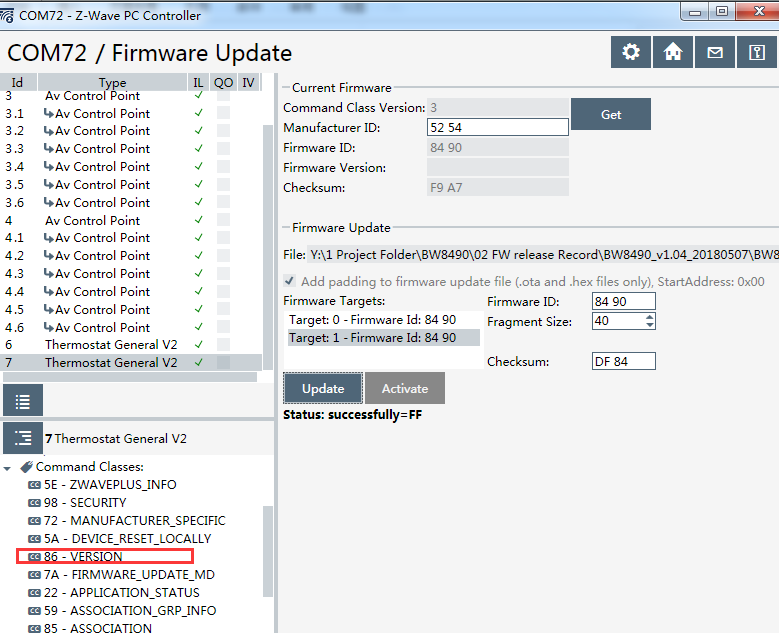 COM72 - Z-Wave PC Controller
COM72 / Firmware Update
Id Type IL QO IV
3 Av Control Point
3.1 Av Control Point
3.2 Av Control Point
3.3 Av Control Point
3.4 Av Control Point
3.5 Av Control Point
3.6 Av Control Point
4 Av Control Point
4.1 Av Control Point
4.2 Av Control Point
4.3 Av Control Point
4.4 Av Control Point
4.5 Av Control Point
4.6 Av Control Point
6 Thermostat General V2
7 Thermostat General V2
7 Thermostat General V2
Command Classes:
CC 5E - ZWAVEPLUS_INFO
CC 98 - SECURITY
CC 72 - MANUFACTURER_SPECIFIC
CC 5A - DEVICE_RESET_LOCALLY
CC 86 - VERSION
CC 7A - FIRMWARE_UPDATE_MD
CC 22 - APPLICATION_STATUS
CC 59 - ASSOCIATION_GRP_INFO
CC 85 - ASSOCIATION
Current Firmware
Command Class Version: 3
Get
Manufacturer ID: 52 54
Firmware ID: 84 90
Firmware Version:
Checksum: F9 A7
Firmware Update
File: Y:\1 Project Folder\BW8490\02 FW release Record\BW8490_v1.04_20180507\BW8
Add padding to firmware update file (.ota and .hex files only), StartAddress: 0x00
Firmware Targets:
Target: 0 - Firmware Id: 84 90
Target: 1 - Firmware Id: 84 90
Firmware ID: 84 90
Fragment Size: 40
Checksum: DF 84
Update Activate
Status: successfully=FF